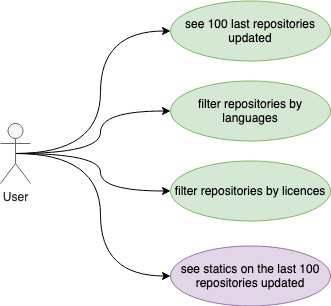 see 100 last repositories
updated
filter repositories by
languages
filter repositories by licences
User
see statics on the last 100
repositories updated